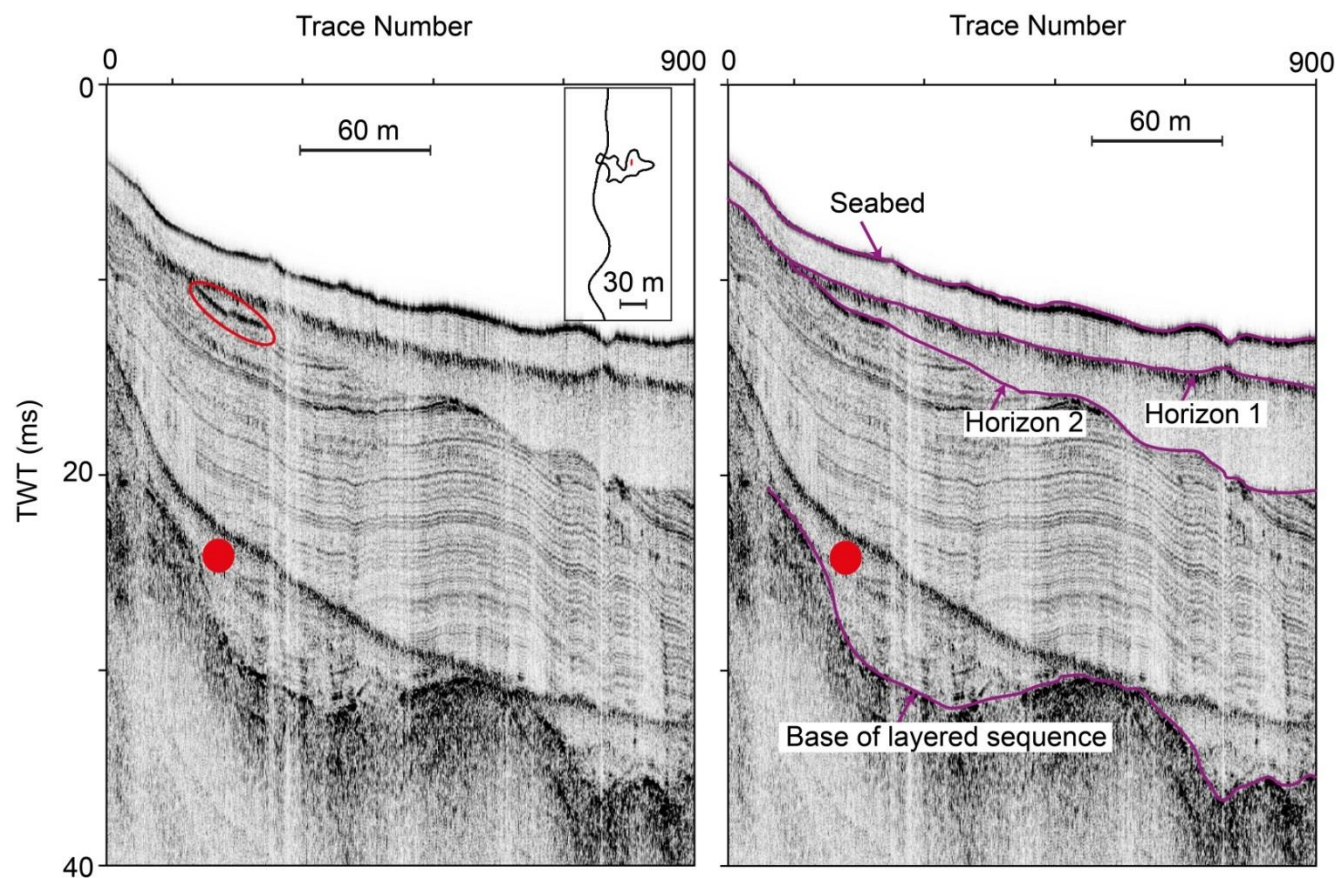 Trace Number
0
900
0
60 m
30 m
20
40
TWT (ms)
Trace Number
0
900
60 m
Seabed
Horizon 2
Horizon 1
Base of layered sequence